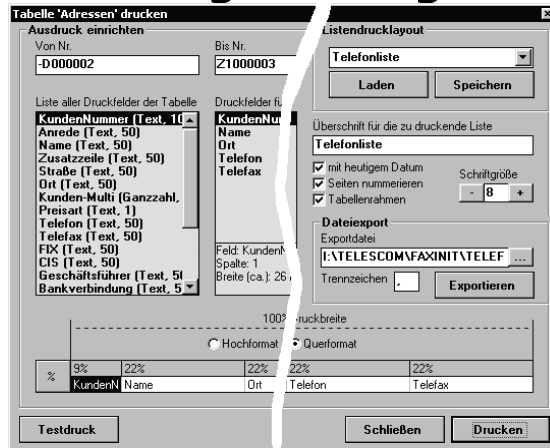 Tabelle 'Adressen' drucken
Ausdruck einrichten
Von Nr.
Bis Nr.
-D000002
Z1000003
Liste aller Druckfelder der Tabelle
Druckfelder fü
KundenNummer (Text, 10
Anrede (Text, 50)
Name (Text, 50)
Zusatzzeile (Text, 50)
Straße (Text, 50)
Ort (Text, 50)
Kunden-Multi (Ganzzahl,
Preisart (Text, 1)
Telefon (Text, 50)
Telefax (Text, 50)
FIX (Text, 50)
CIS (Text, 50)
Geschäftsführer (Text, 50
Bankverbindung (Text, 5
KundenNum
Name
Ort
Telefon
Telefax
Feld: KundenN
Spalte: 1
Breite (ca.): 26
Listendrucklayout
Telefonliste
Laden
Speichern
Überschrift für die zu druckende Liste
Telefonliste
mit heutigem Datum
Seiten nummerieren
Tabellenrahmen
Schriftgröße
- 8 +
Dateiexport
Exportdatei
I:\TELESCOM\FAXINIT\TELEF
...
Trennzeichen ,
Exportieren
100% ruckbreite
Hochformat Querformat
% 9% 22% 22% 22% 22%
KundenN Name Ort Telefon Telefax
Testdruck
Schließen
Drucken